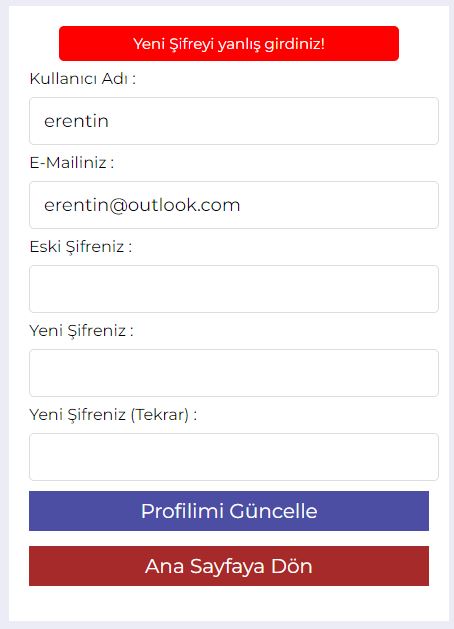 Yeni Şifreyi yanlış girdiniz!
Kullanıcı Adı :
erentin
E-Mailiniz :
erentin@outlook.com
Eski Şifreniz :
Yeni Şifreniz :
Yeni Şifreniz (Tekrar) :
Profilimi Güncelle
Ana Sayfaya Dön